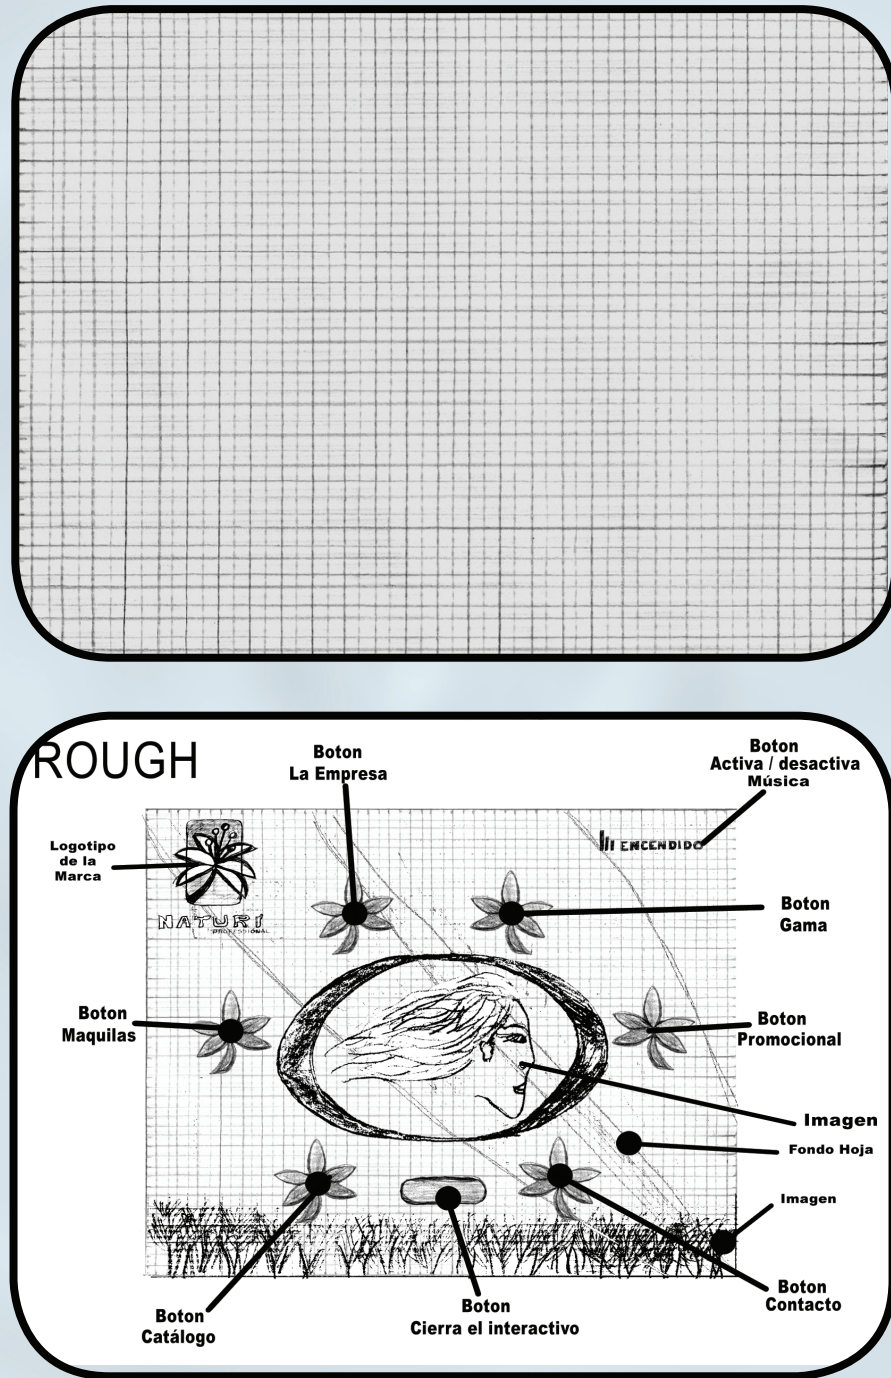 ROUGH
Boton
La Empresa
Boton
Activa / desactiva
Música
Logotipo
de la
Marca
ENCENDIDO
NATURÍ
PROFESSIONAL
Boton
Gama
Boton
Maquilas
Boton
Promocional
Imagen
Fondo Hoja
Imagen
Boton
Contacto
Boton
Catálogo
Boton
Cierra el interactivo